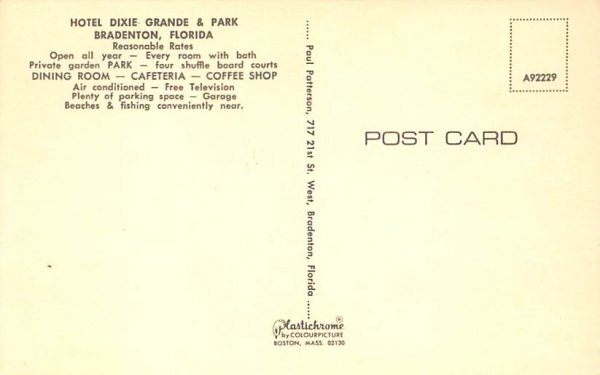 HOTEL DIXIE GRANDE & PARK
BRADENTON, FLORIDA
Reasonable Rates
Open all year — Every room with bath
Private garden PARK — four shuffle board courts
DINING ROOM — CAFETERIA — COFFEE SHOP
Air conditioned — Free Television
Plenty of parking space — Garage
Beaches & fishing conveniently near.
...... Paul Patterson, 717 21st St. West, Bradenton, Florida ......
Plastichrome®
by COLOURPICTURE
BOSTON, MASS. 02130
A92229
POST CARD